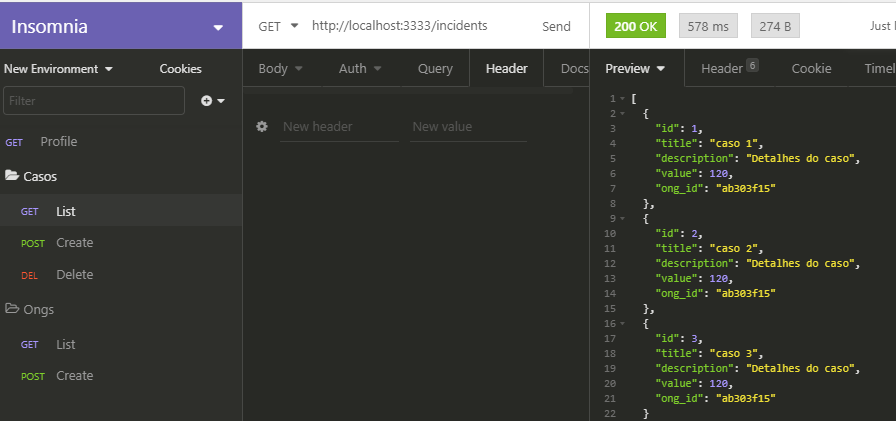 Insomnia
GET http://localhost:3333/incidents Send
200 OK 578 ms 274 B Just
New Environment Cookies
Body Auth Query Header Docs
Preview Header 6 Cookie Timel
Filter
New header New value
GET Profile
Casos
GET List
POST Create
DEL Delete
Ongs
GET List
POST Create
1 [
2 {
3 "id": 1,
4 "title": "caso 1",
5 "description": "Detalhes do caso",
6 "value": 120,
7 "ong_id": "ab303f15"
8 },
9 {
10 "id": 2,
11 "title": "caso 2",
12 "description": "Detalhes do caso",
13 "value": 120,
14 "ong_id": "ab303f15"
15 },
16 {
17 "id": 3,
18 "title": "caso 3",
19 "description": "Detalhes do caso",
20 "value": 120,
21 "ong_id": "ab303f15"
22 }